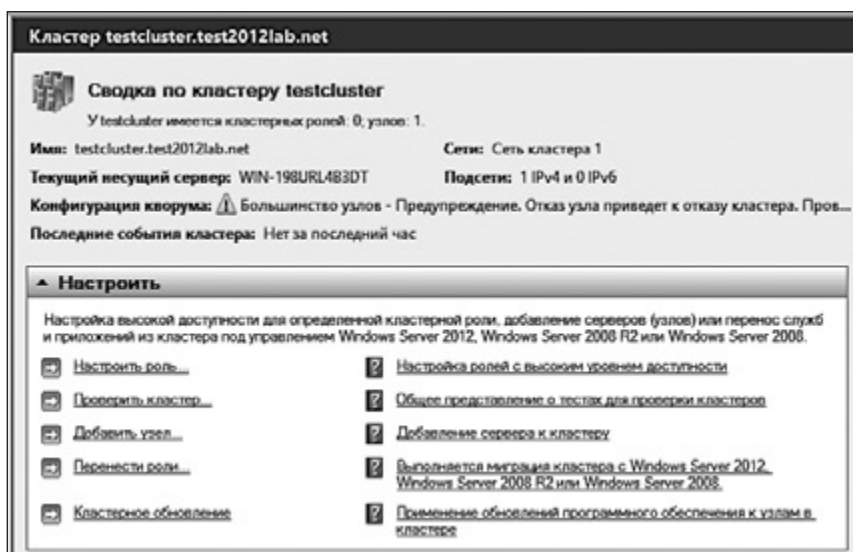 Кластер testcluster.test2012lab.net
Сводка по кластеру testcluster
У testcluster имеется кластерных ролей: 0, узлов: 1.
Имя: testcluster.test2012lab.net
Сети: Сеть кластера 1
Текущий несущий сервер: WIN-198URL4B3DT
Подсети: 1 IPv4 и 0 IPv6
Конфигурация кворума: Большинство узлов - Предупреждение. Отказ узла приведет к отказу кластера. Пров...
Последние события кластера: Нет за последний час
Настроить
Настройка высокой доступности для определенной кластерной роли, добавление серверов (узлов) или перенос служб
и приложений из кластера под управлением Windows Server 2012, Windows Server 2008 R2 или Windows Server 2008.
Настроить роль...
Настройка ролей с высоким уровнем доступности
Проверить кластер...
Общее представление о тестах для проверки кластеров
Добавить узел...
Добавление сервера к кластеру
Перенести роли...
Выполняется миграция кластера с Windows Server 2012,
Windows Server 2008 R2 или Windows Server 2008.
Кластерное обновление
Применение обновлений программного обеспечения к узлам в
кластере